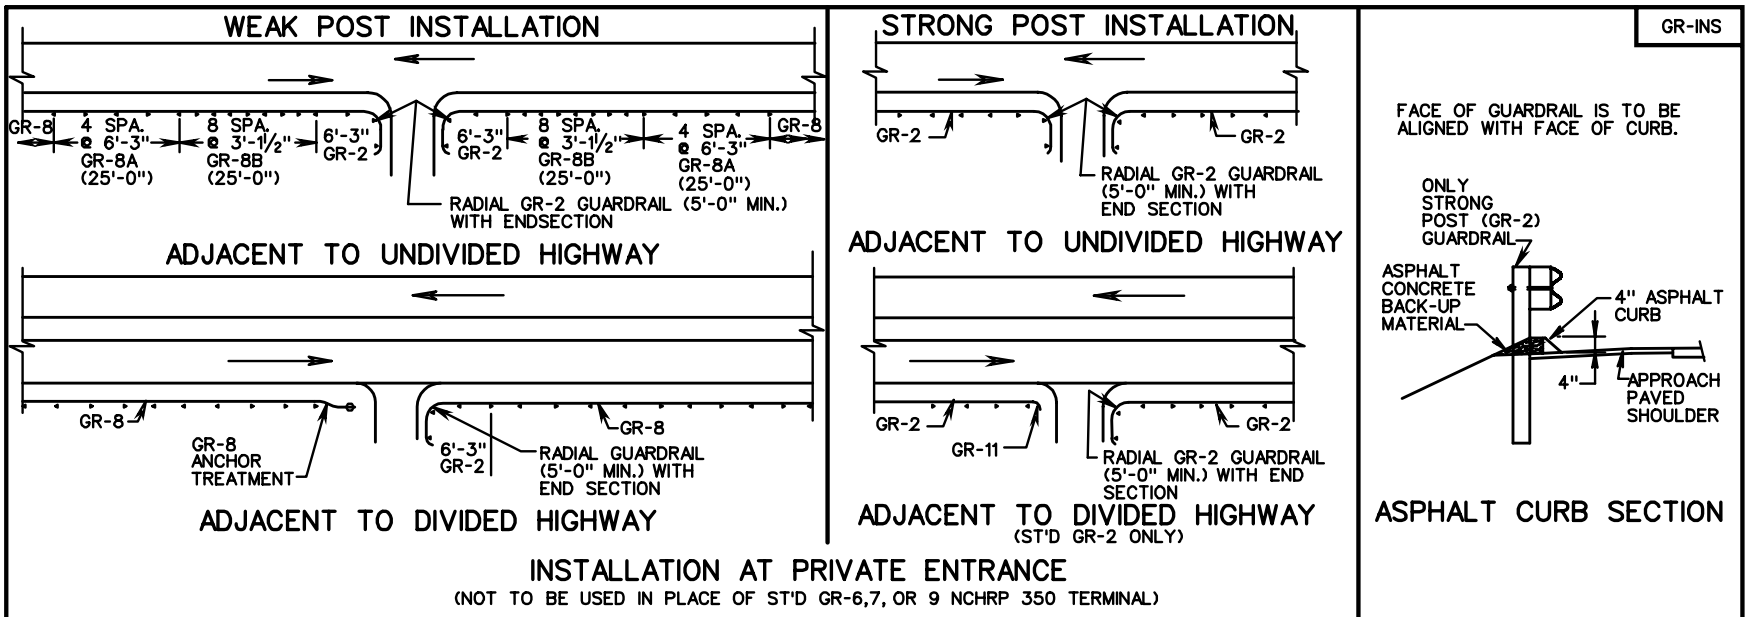 WEAK POST INSTALLATION
GR-8
4 SPA.
@ 6'-3"
GR-8A
(25'-0")
8 SPA.
@ 3'-1/2"
GR-8B
(25'-0")
6'-3"
GR-2
6'-3"
GR-2
8 SPA.
@ 3'-1/2"
GR-8B
(25'-0")
4 SPA.
@ 6'-3"
GR-8A
(25'-0")
GR-8
RADIAL GR-2 GUARDRAIL (5'-0" MIN.)
WITH ENDSECTION
ADJACENT TO UNDIVIDED HIGHWAY
GR-8
GR-8
ANCHOR
TREATMENT
6'-3"
GR-2
GR-8
RADIAL GUARDRAIL
(5'-0" MIN.) WITH
END SECTION
ADJACENT TO DIVIDED HIGHWAY
STRONG POST INSTALLATION
GR-2
GR-2
RADIAL GR-2 GUARDRAIL
(5'-0" MIN.) WITH
END SECTION
ADJACENT TO UNDIVIDED HIGHWAY
GR-2
GR-11
GR-2
RADIAL GR-2 GUARDRAIL
(5'-0" MIN.) WITH END
SECTION
ADJACENT TO DIVIDED HIGHWAY
(ST'D GR-2 ONLY)
INSTALLATION AT PRIVATE ENTRANCE
(NOT TO BE USED IN PLACE OF ST'D GR-6,7, OR 9 NCHRP 350 TERMINAL)
GR-INS
FACE OF GUARDRAIL IS TO BE
ALIGNED WITH FACE OF CURB.
ONLY
STRONG
POST (GR-2)
GUARDRAIL
ASPHALT
CONCRETE
BACK-UP
MATERIAL
4" ASPHALT
CURB
4"
APPROACH
PAVED
SHOULDER
ASPHALT CURB SECTION